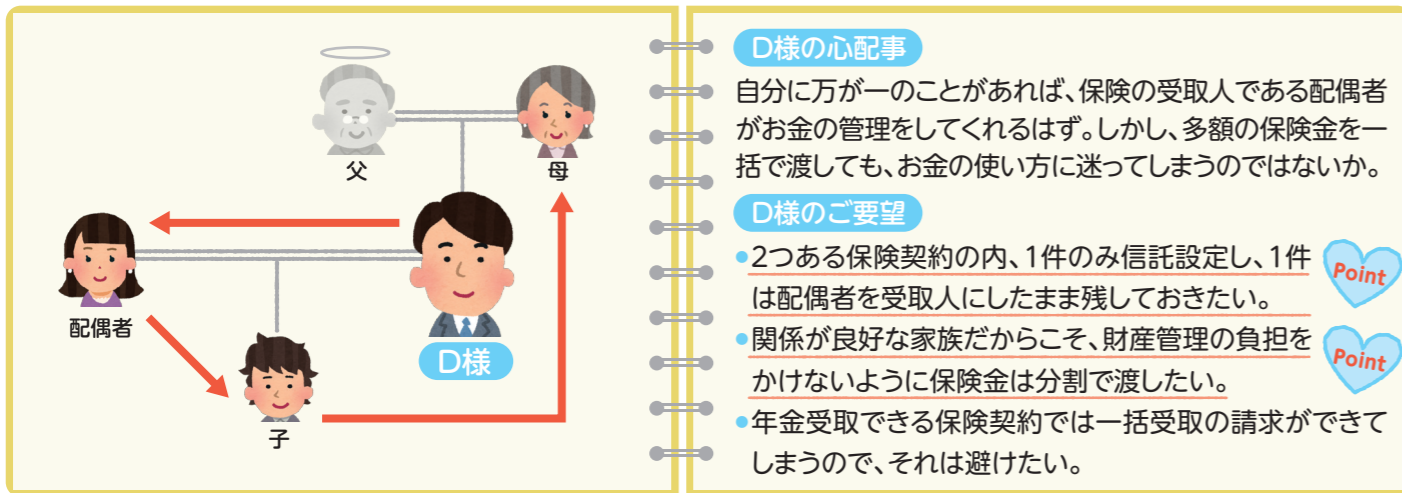 父
母
配偶者
D様
子
D様の心配事
自分に万が一のことがあれば、保険の受取人である配偶者
がお金の管理をしてくれるはず。しかし、多額の保険金を一
括で渡しても、お金の使い方に迷ってしまうのではないか。
D様のご要望
●2つある保険契約の内、1件のみ信託設定し、1件
は配偶者を受取人にしたまま残しておきたい。
Point
●関係が良好な家族だからこそ、財産管理の負担を
かけないように保険金は分割で渡したい。
Point
●年金受取できる保険契約では一括受取の請求ができて
しまうので、それは避けたい。